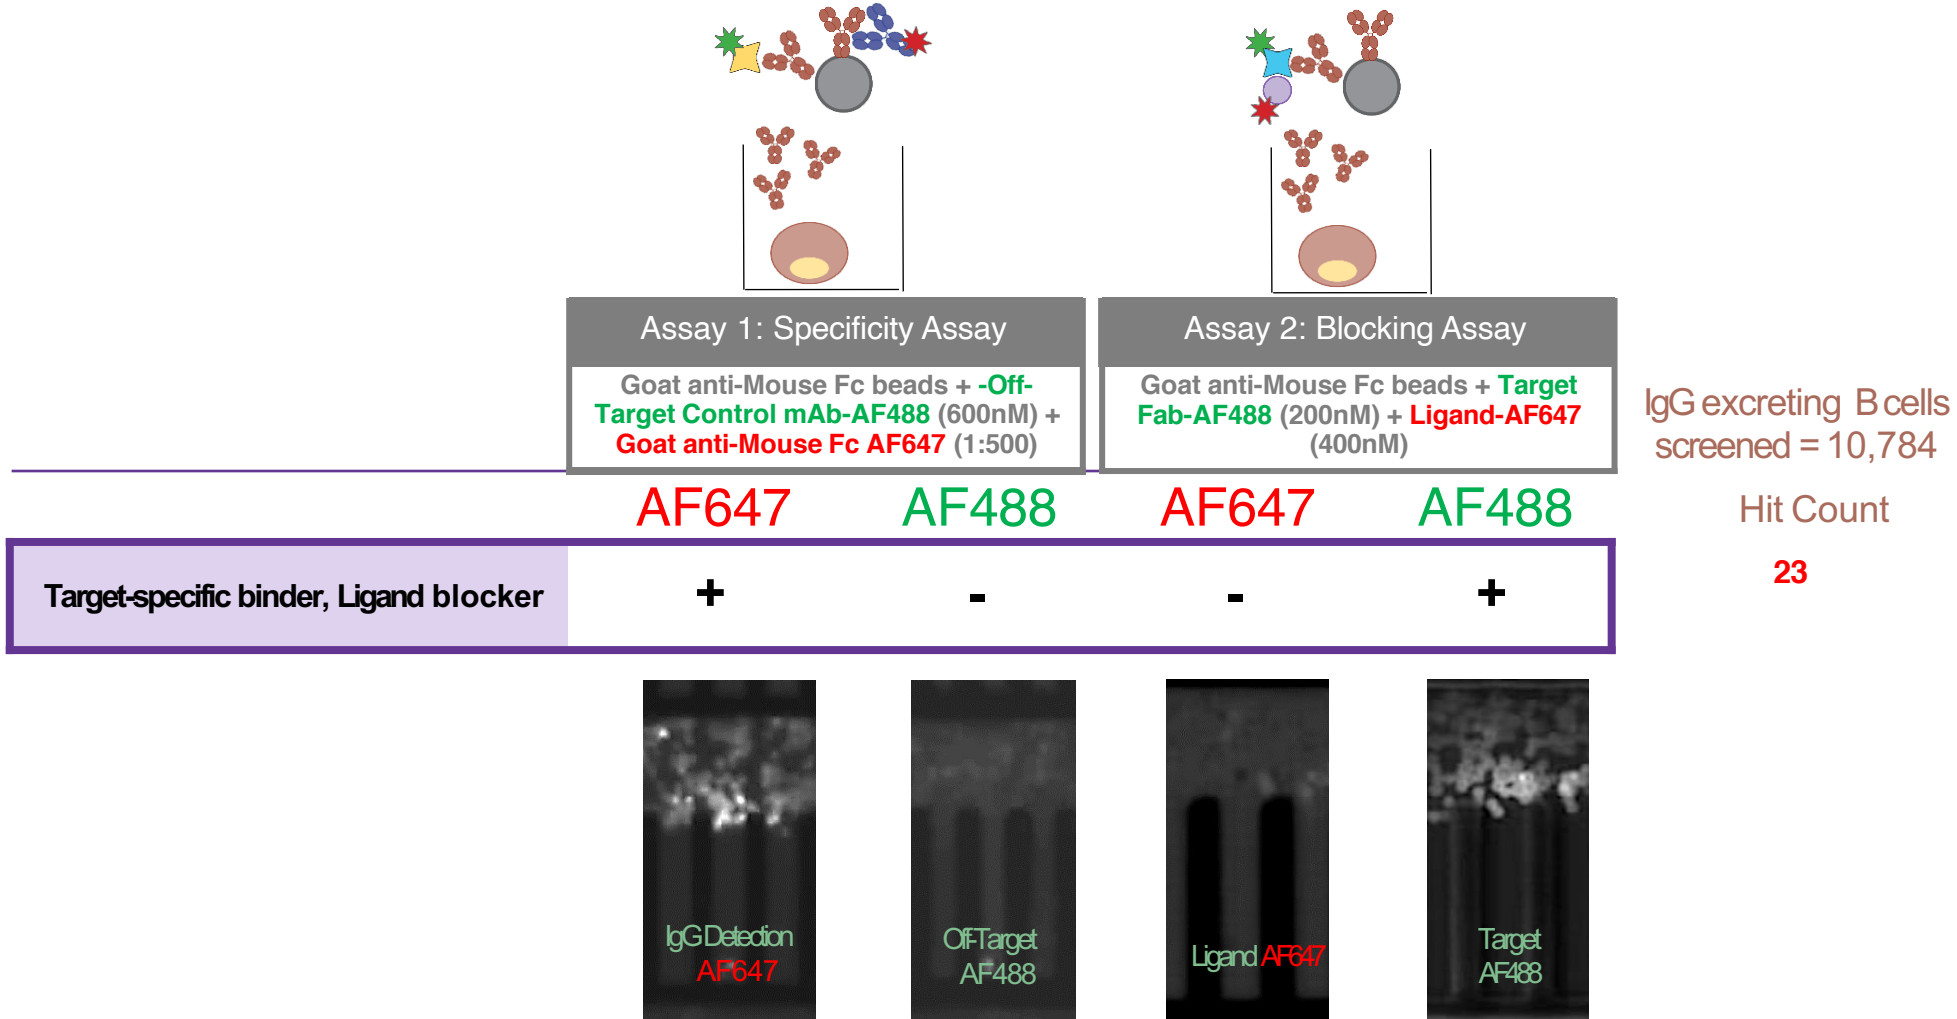 Assay 1: Specificity Assay
Goat anti-Mouse Fc beads + -Off-
Target Control mAb-AF488 (600nM) +
Goat anti-Mouse Fc AF647 (1:500)
Assay 2: Blocking Assay
Goat anti-Mouse Fc beads + Target
Fab-AF488 (200nM) + Ligand-AF647
(400nM)
IgG excreting B cells
screened = 10,784
AF647
AF488
AF647
AF488
Hit Count
Target-specific binder, Ligand blocker
+
-
-
+
23
IgG Detection
AF647
Off-Target
AF488
Ligand AF647
Target
AF488